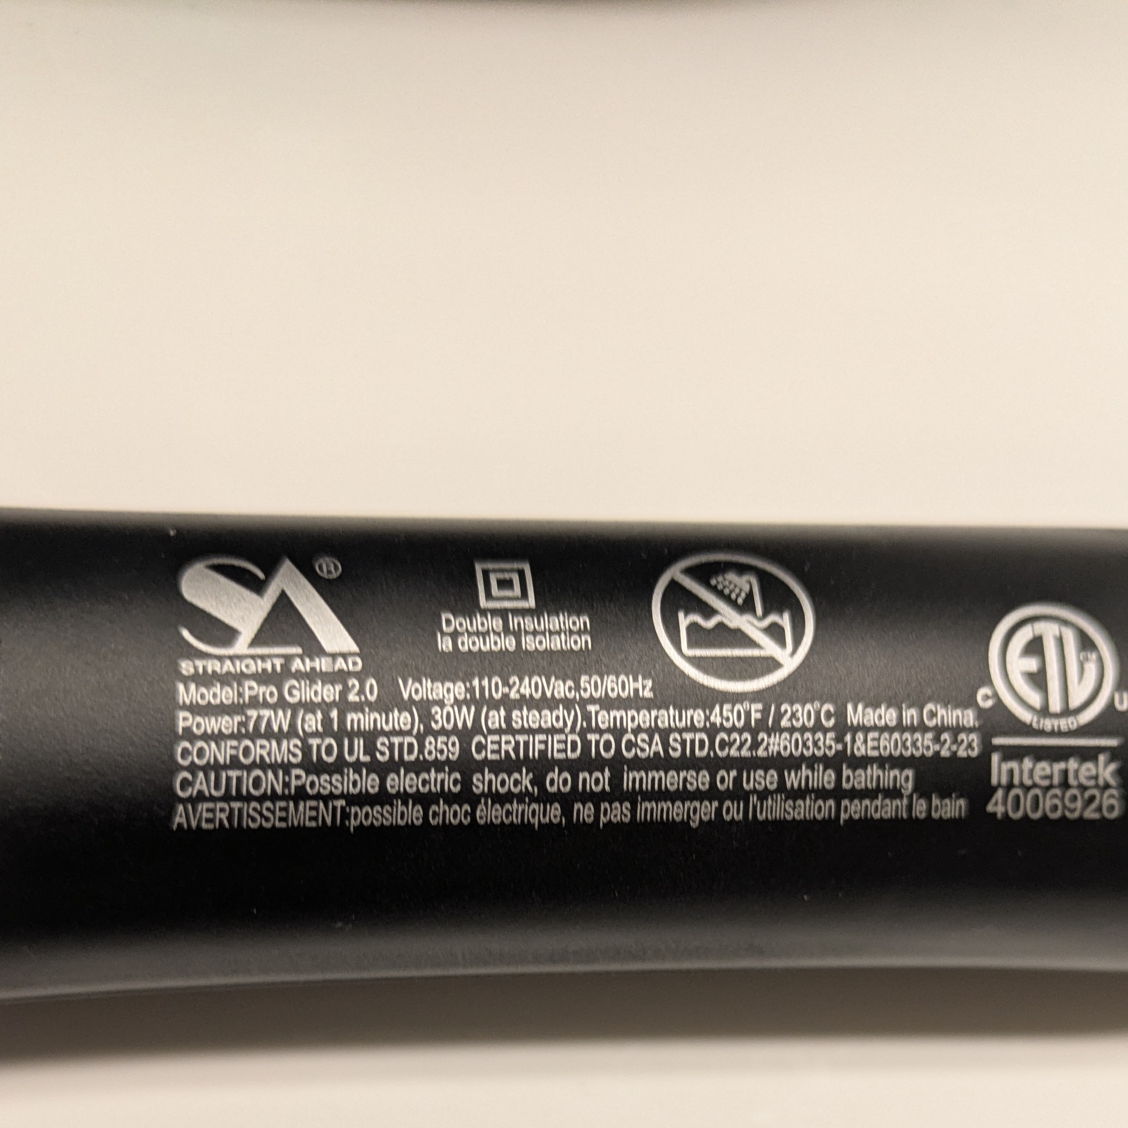 SA®
STRAIGHT AHEAD
Double Insulation
la double isolation
Model:Pro Glider 2.0 Voltage:110-240Vac,50/60Hz
Power:77W (at 1 minute), 30W (at steady).Temperature:450°F / 230°C Made in China.
CONFORMS TO UL STD.859 CERTIFIED TO CSA STD.C22.2#60335-1&E60335-2-23
CAUTION:Possible electric shock, do not immerse or use while bathing
AVERTISSEMENT:possible choc électrique, ne pas immerger ou l'utilisation pendant le bain
ETL
C
LISTED
Intertek
4006926